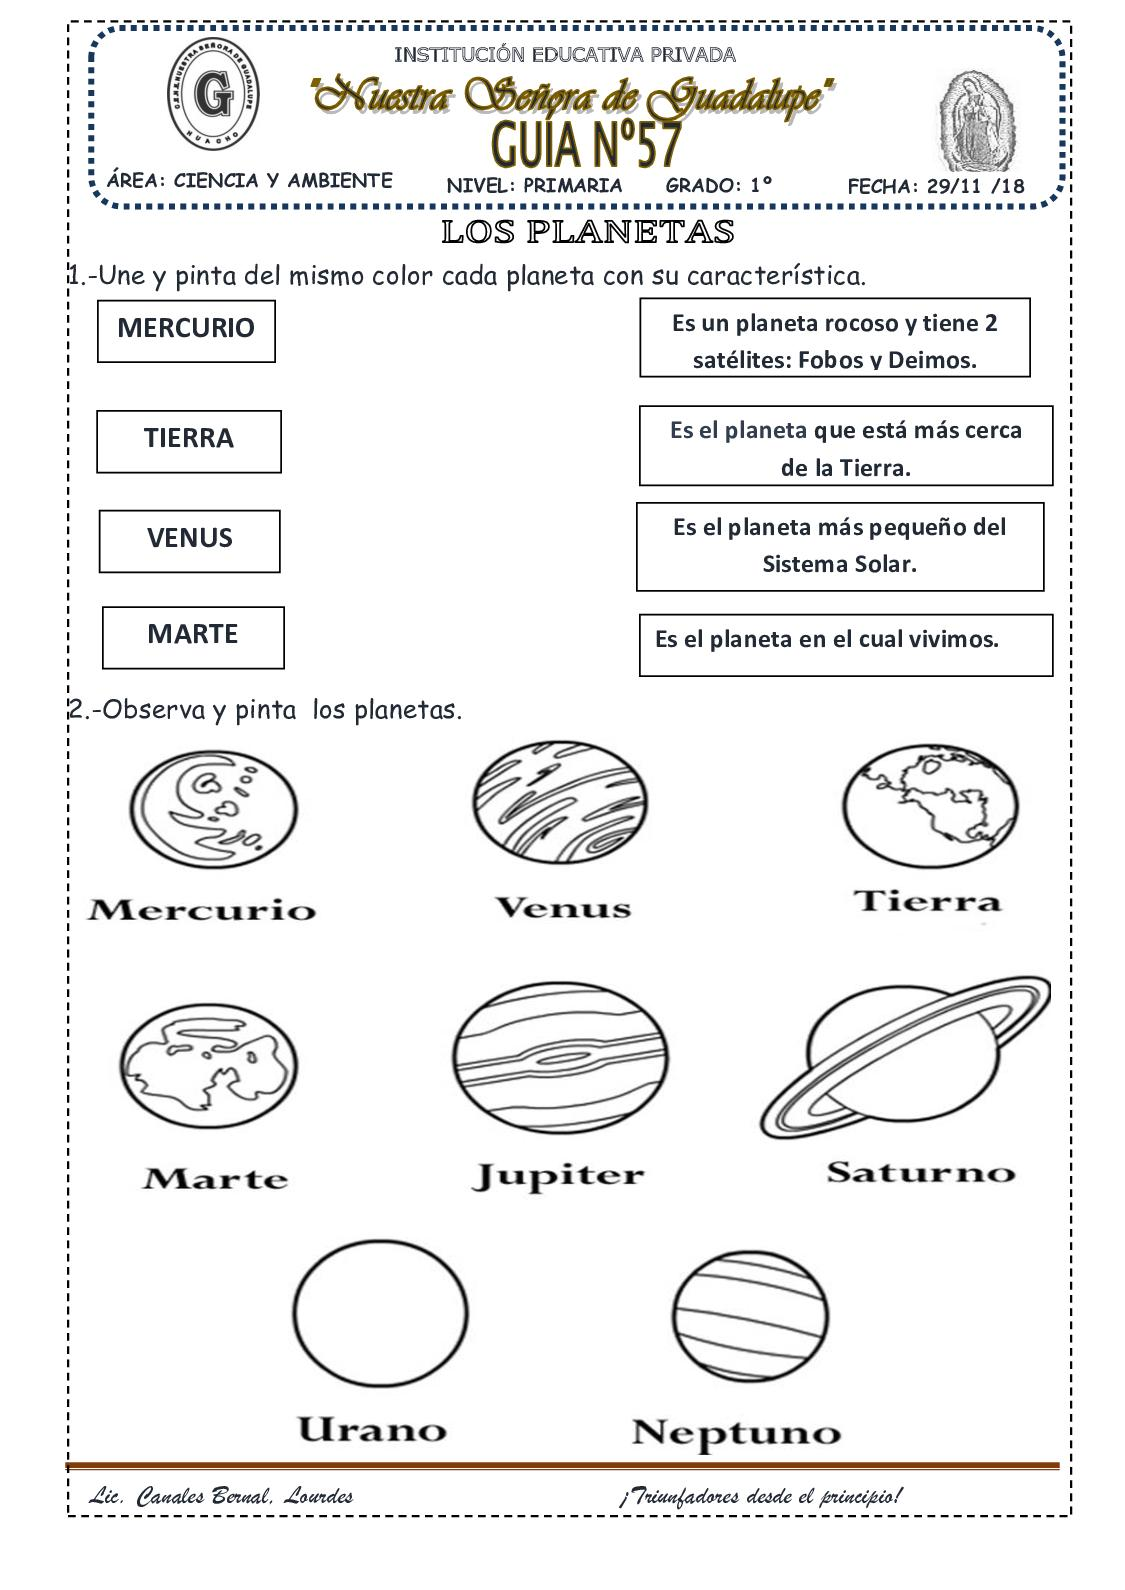 INSTITUCIÓN EDUCATIVA PRIVADA
"Nuestra Señora de Guadalupe"
GUÍA Nº57
ÁREA: CIENCIA Y AMBIENTE NIVEL: PRIMARIA GRADO: 1º FECHA: 29/11 /18
G
HUACHO
LOS PLANETAS
1.-Une y pinta del mismo color cada planeta con su característica.
MERCURIO
Es un planeta rocoso y tiene 2
satélites: Fobos y Deimos.
TIERRA
Es el planeta que está más cerca
de la Tierra.
VENUS
Es el planeta más pequeño del
Sistema Solar.
MARTE
Es el planeta en el cual vivimos.
2.-Observa y pinta los planetas.
Mercurio Venus Tierra
Marte Jupiter Saturno
Urano Neptuno
Lic. Canales Bernal, Lourdes ¡Triunfadores desde el principio!